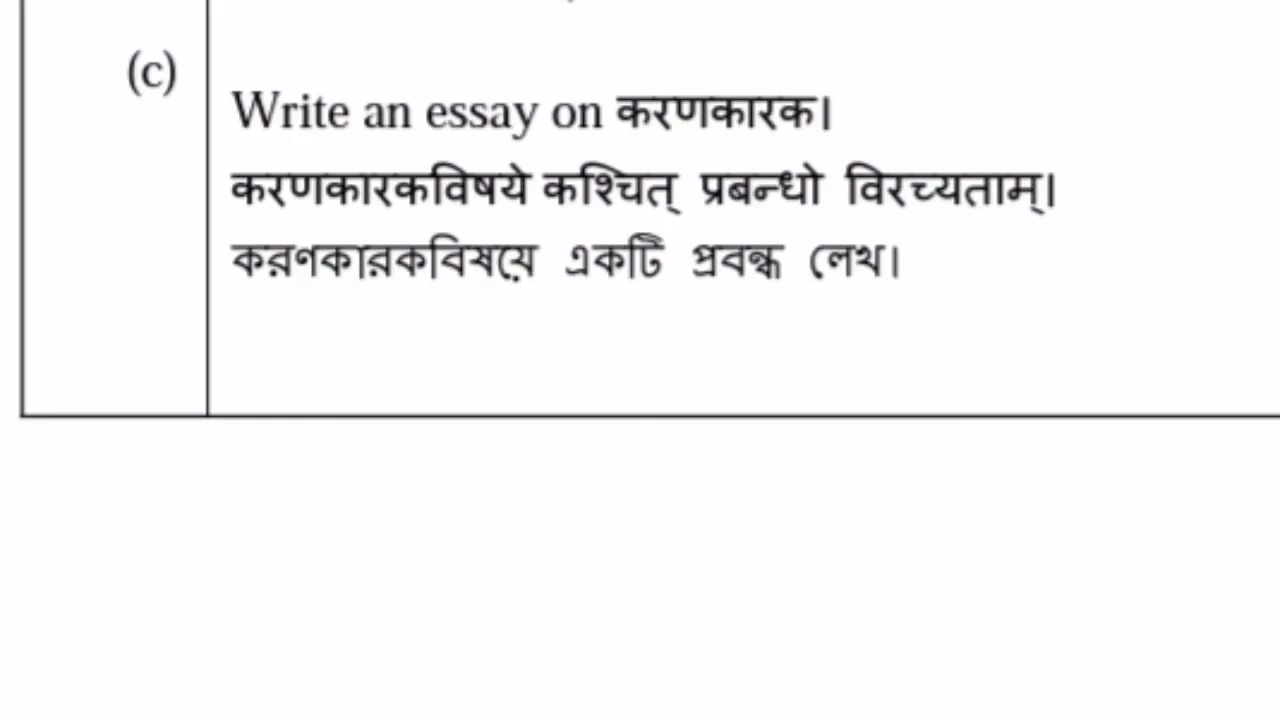 (c)
Write an essay on करणकारक।
करणकारकविषये कश्चित् प्रबन्धो विरच्यताम्।
করণকারকবিষয়ে একটি প্রবন্ধ লেখ।